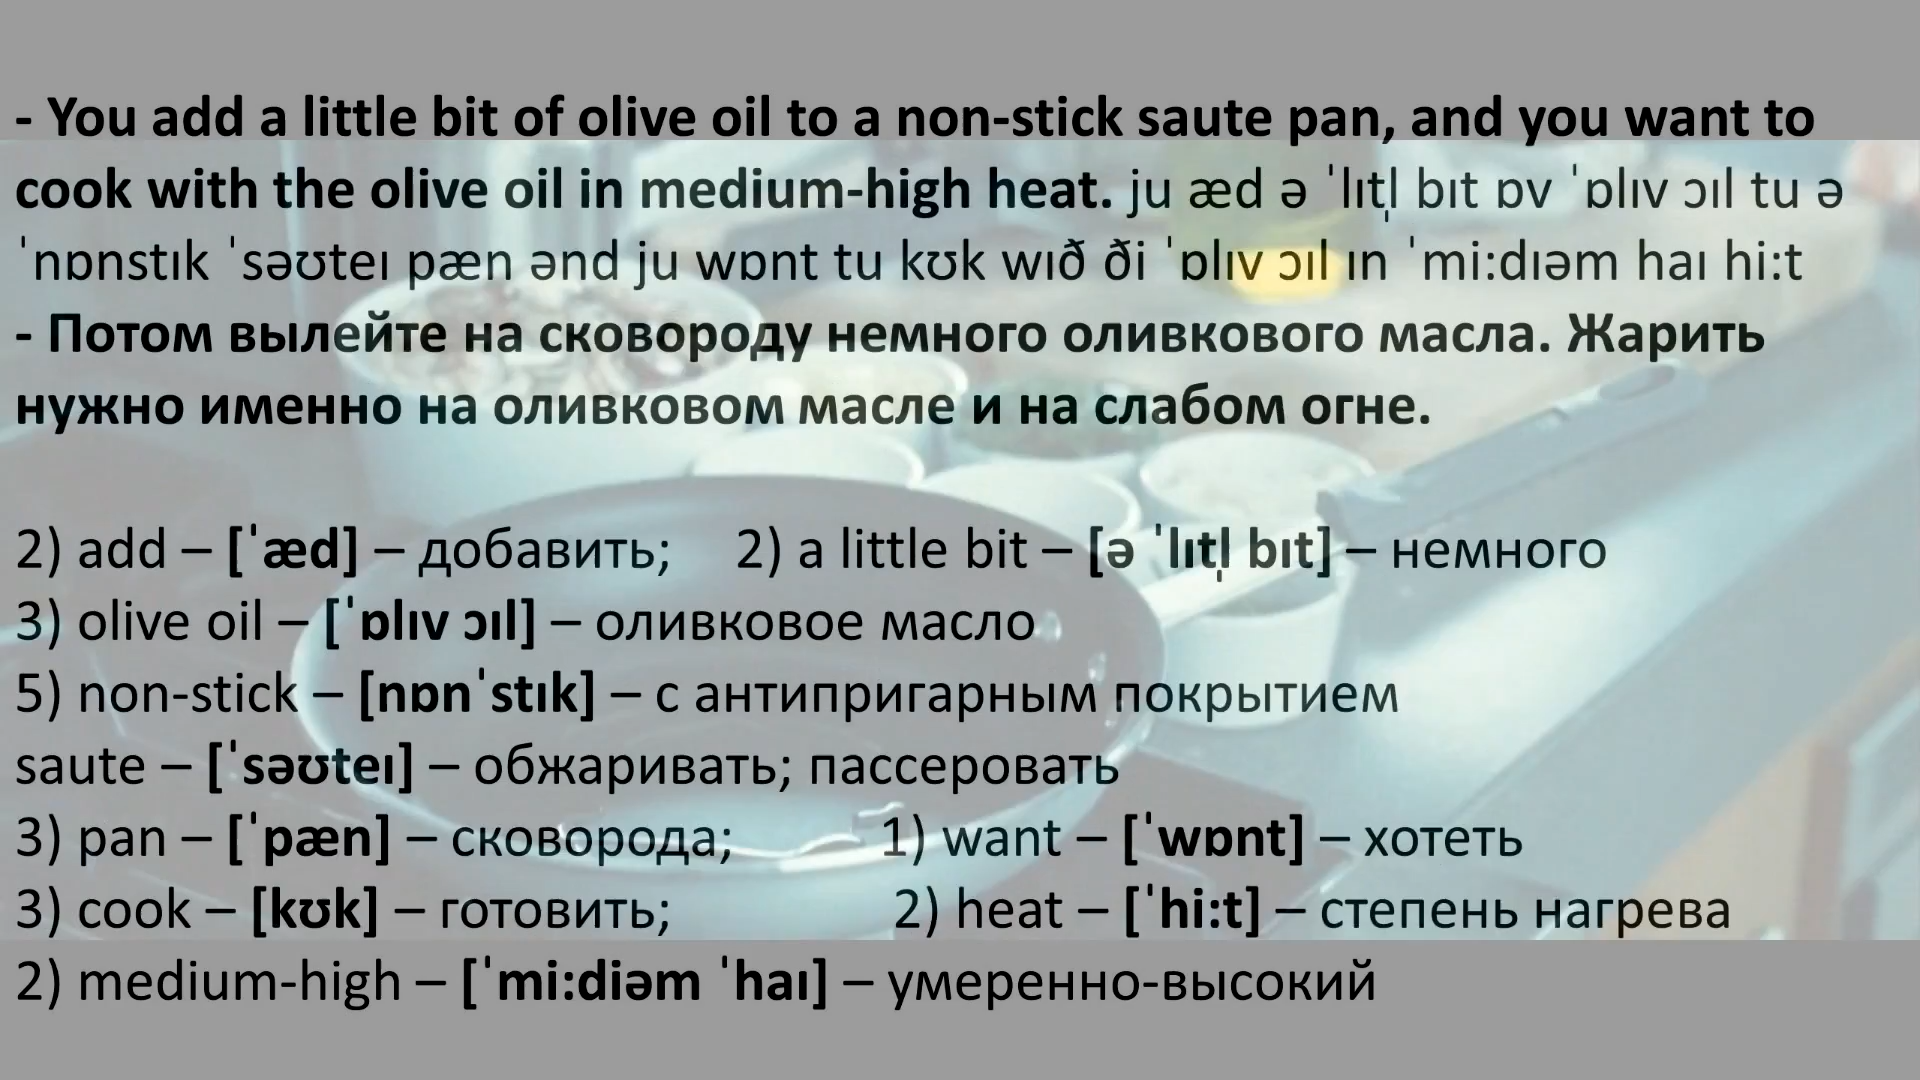 - You add a little bit of olive oil to a non-stick saute pan, and you want to
cook with the olive oil in medium-high heat. ju æd ə ˈlɪtl̩ bɪt ɒv ˈɒlɪv ɔɪl tu ə
ˈnɒnstɪk ˈsəʊteɪ pæn ənd ju wɒnt tu kʊk wɪð ði ˈɒlɪv ɔɪl ɪn ˈmi:dɪəm haɪ hi:t
- Потом вылейте на сковороду немного оливкового масла. Жарить
нужно именно на оливковом масле и на слабом огне.
2) add – [ˈæd] – добавить; 2) a little bit – [ə ˈlɪtl̩ bɪt] – немного
3) olive oil – [ˈɒlɪv ɔɪl] – оливковое масло
5) non-stick – [nɒnˈstɪk] – с антипригарным покрытием
saute – [ˈsəʊteɪ] – обжаривать; пассеровать
3) pan – [ˈpæn] – сковорода; 1) want – [ˈwɒnt] – хотеть
3) cook – [kʊk] – готовить; 2) heat – [ˈhi:t] – степень нагрева
2) medium-high – [ˈmi:diəm ˈhaɪ] – умеренно-высокий